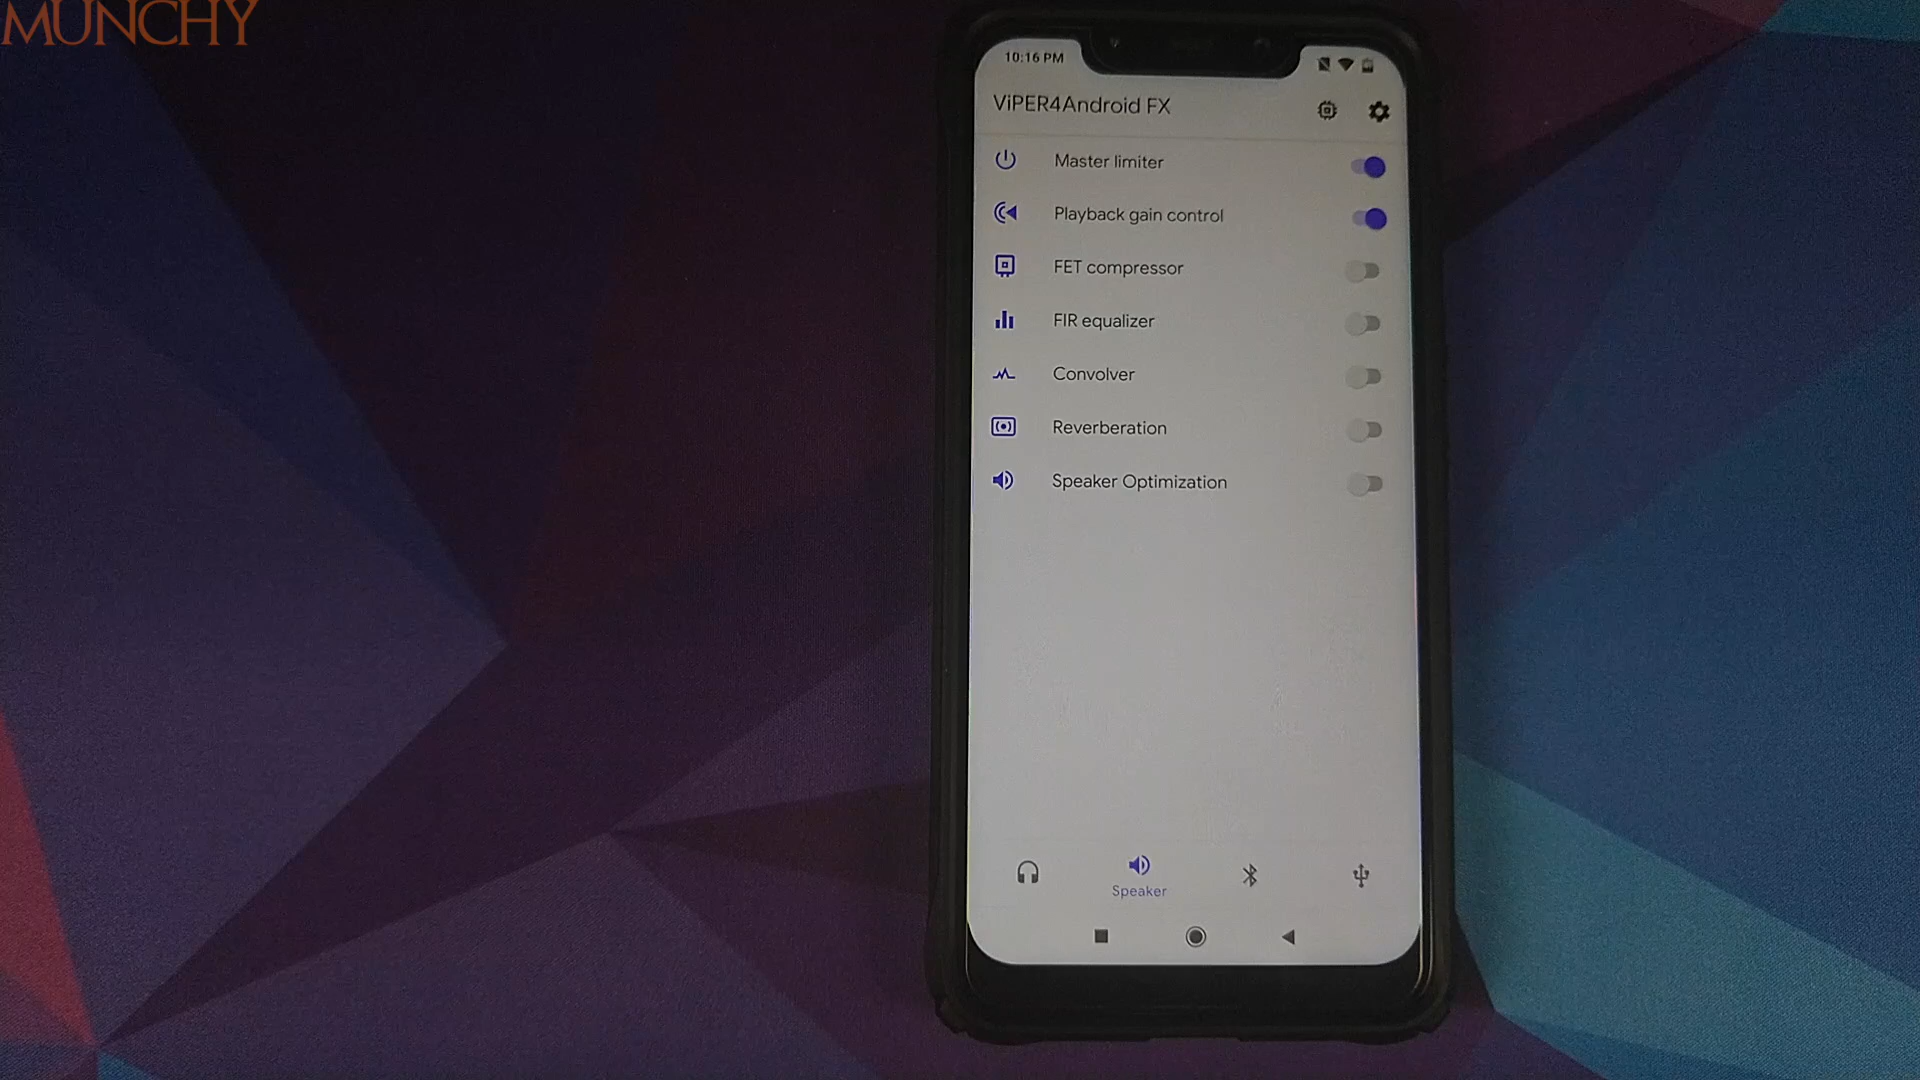 MUNCHY
10:16 PM
ViPER4Android FX
Master limiter
Playback gain control
FET compressor
FIR equalizer
Convolver
Reverberation
Speaker Optimization
Speaker